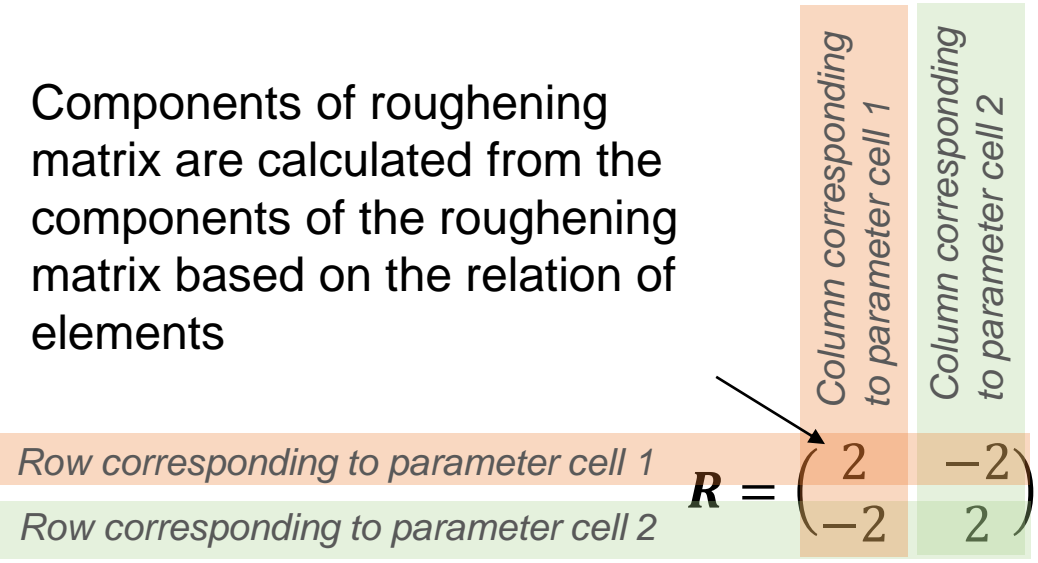 Components of roughening
matrix are calculated from the
components of the roughening
matrix based on the relation of
elements
Column corresponding
to parameter cell 1
Column corresponding
to parameter cell 2
Row corresponding to parameter cell 1
Row corresponding to parameter cell 2
R = ( 2 −2
−2 2 )